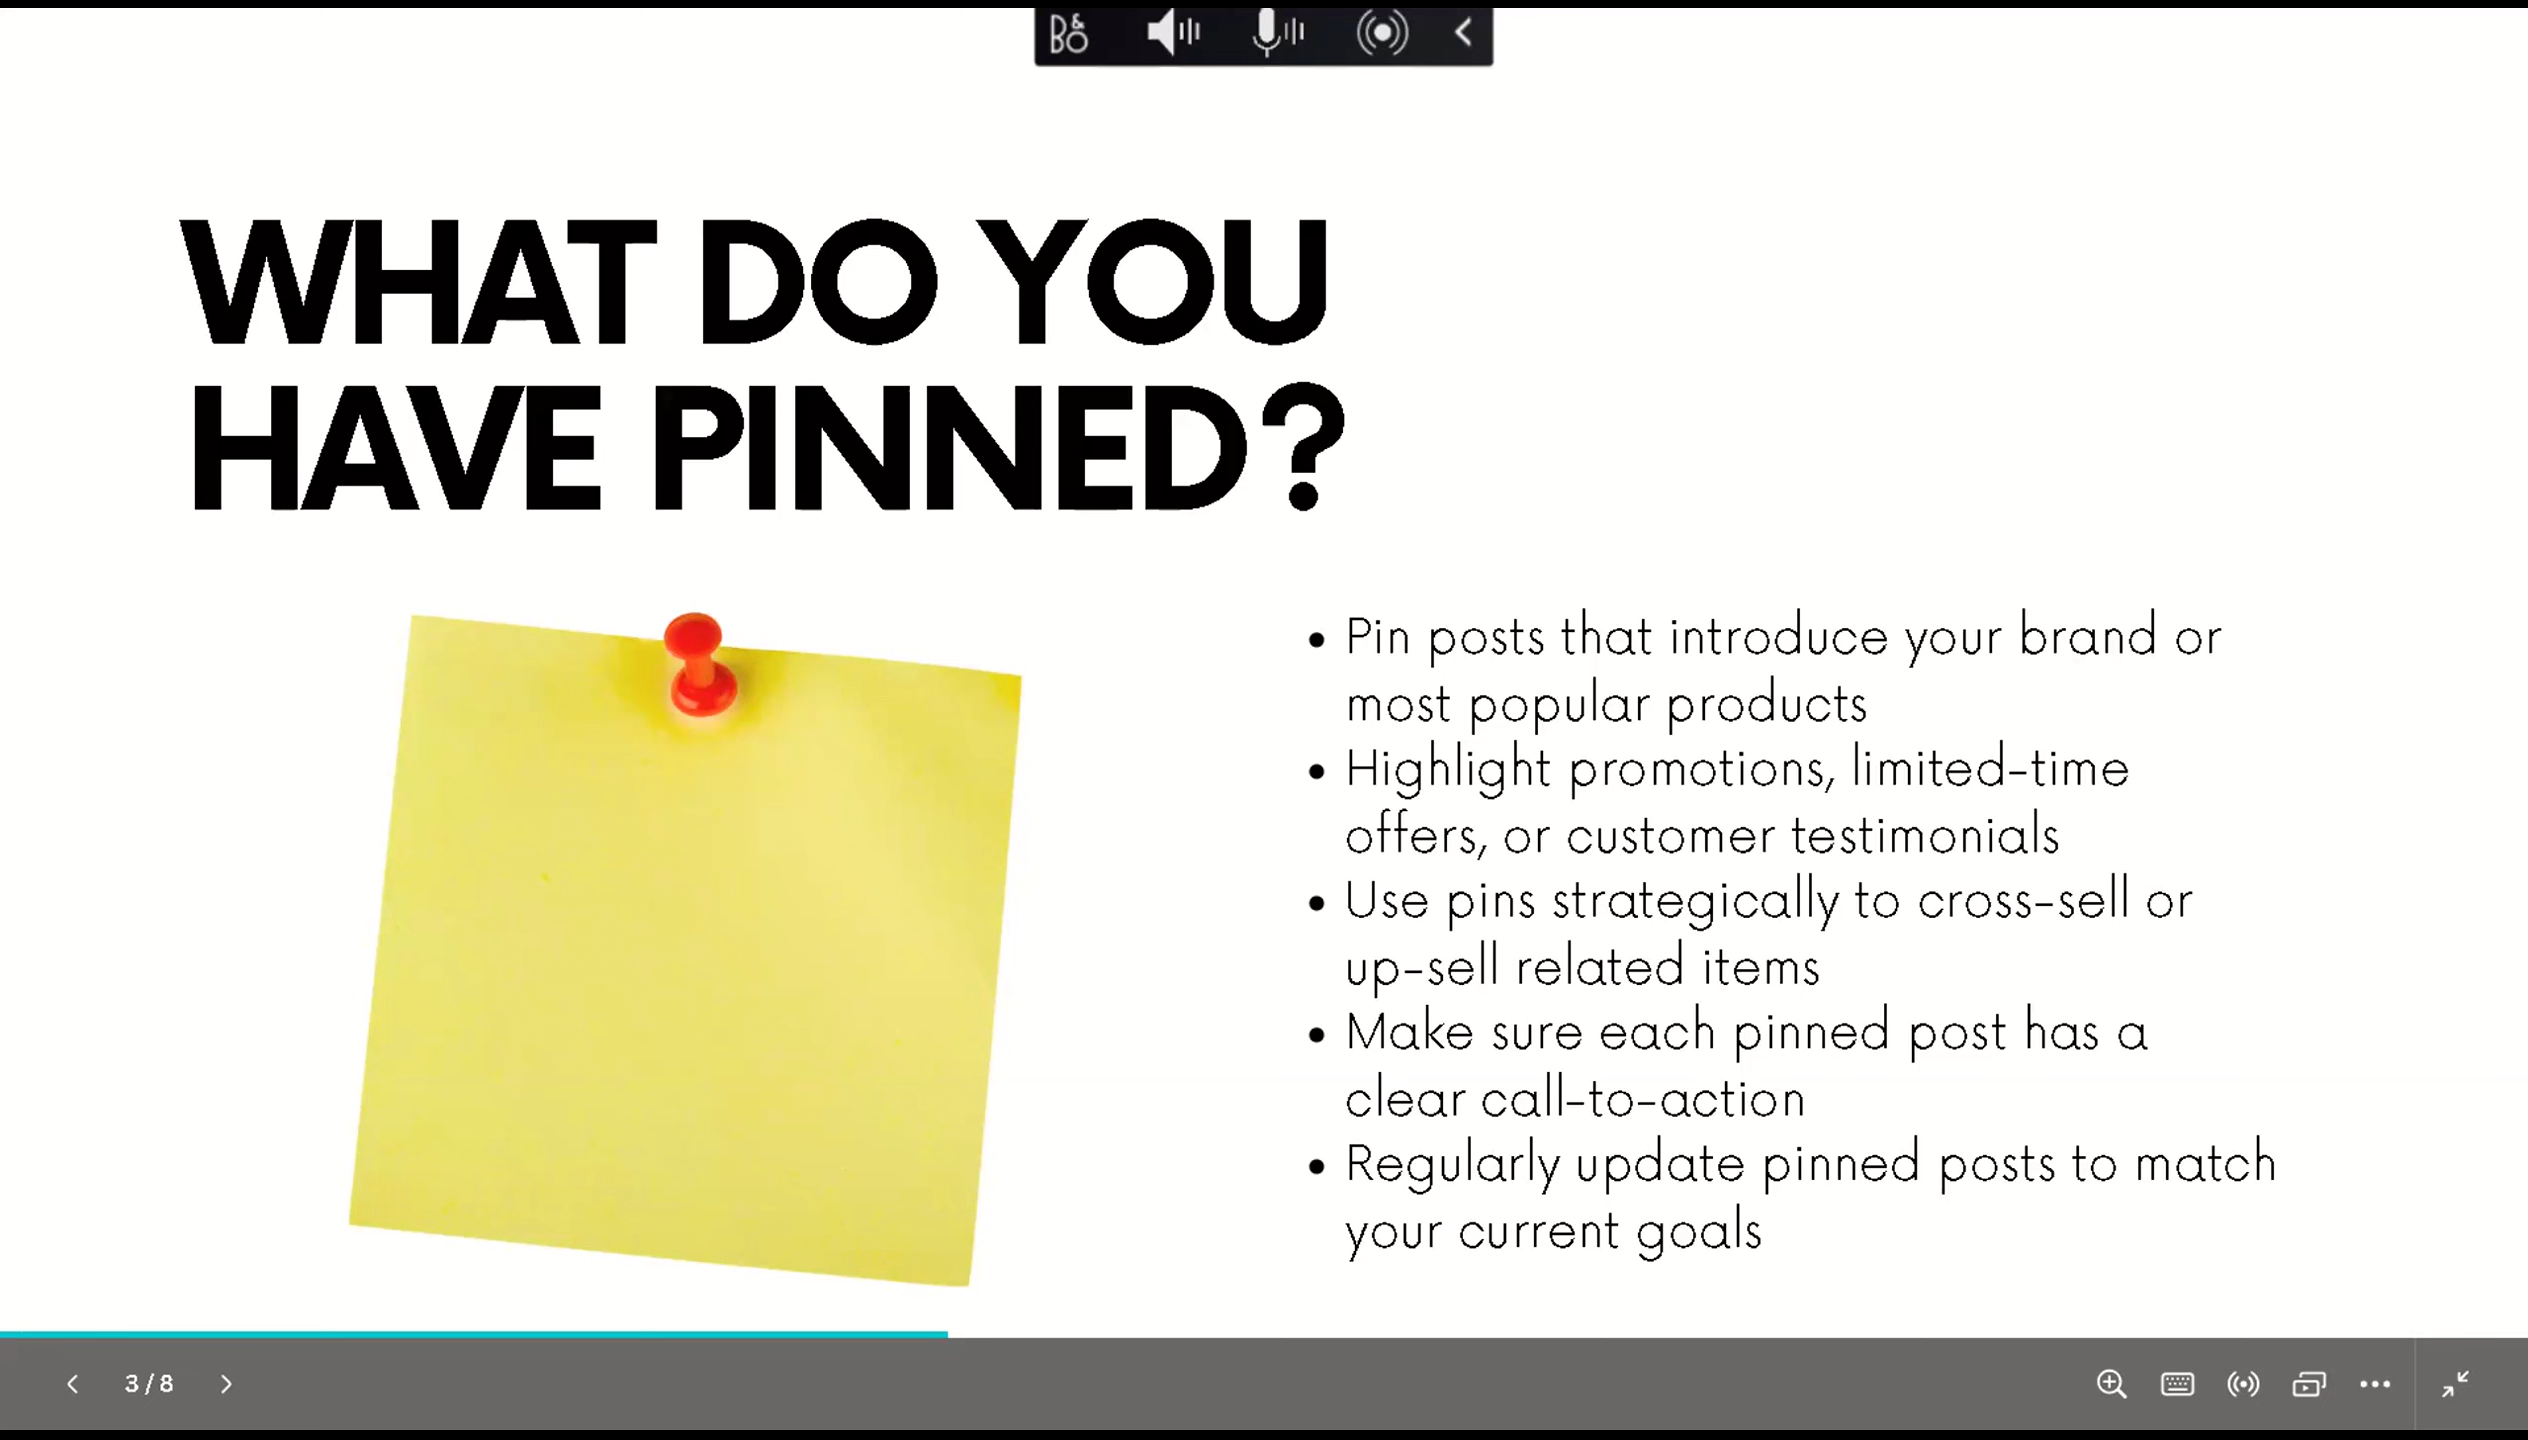 B&O
WHAT DO YOU
HAVE PINNED?
• Pin posts that introduce your brand or
most popular products
• Highlight promotions, limited-time
offers, or customer testimonials
• Use pins strategically to cross-sell or
up-sell related items
• Make sure each pinned post has a
clear call-to-action
• Regularly update pinned posts to match
your current goals
3 / 8